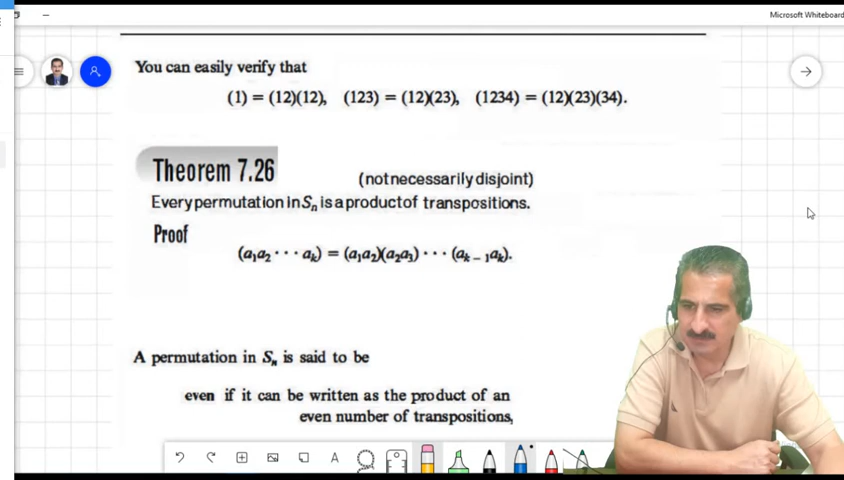 Microsoft Whiteboard
You can easily verify that
(1) = (12)(12), (123) = (12)(23), (1234) = (12)(23)(34).
Theorem 7.26
(not necessarily disjoint)
Every permutation in Sₙ is a product of transpositions.
Proof
(a₁a₂ · · · aₖ) = (a₁a₂)(a₂a₃) · · · (aₖ₋₁aₖ).
A permutation in Sₙ is said to be
even if it can be written as the product of an
even number of transpositions,
A